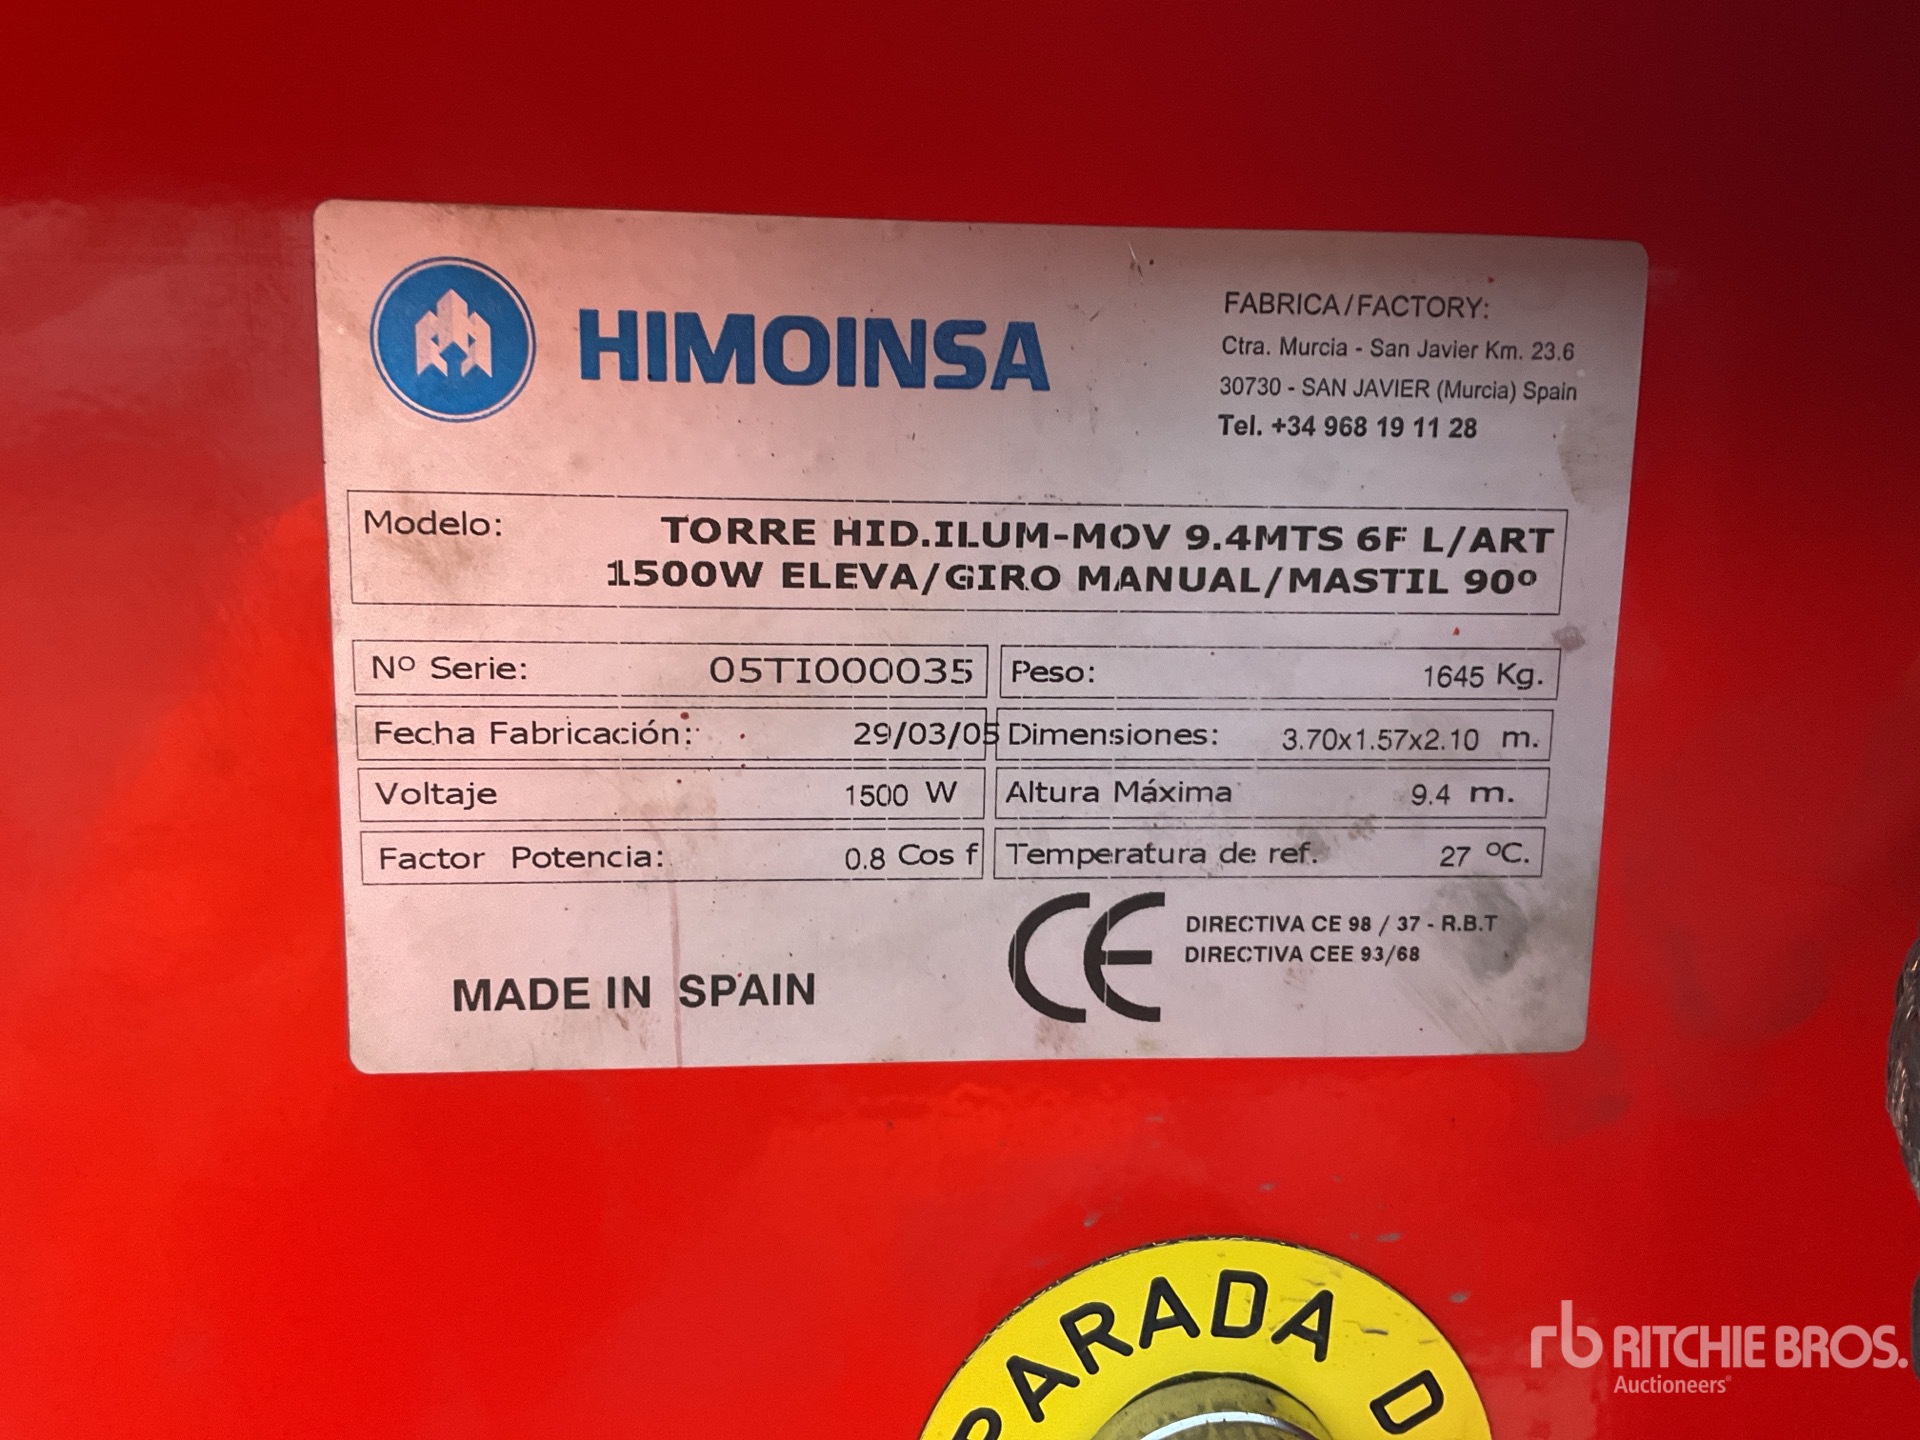 HIMOINSA
FABRICA/FACTORY:
Ctra. Murcia - San Javier Km. 23.6
30730 - SAN JAVIER (Murcia) Spain
Tel. +34 968 19 11 28
Modelo: TORRE HID.ILUM-MOV 9.4MTS 6F L/ART
1500W ELEVA/GIRO MANUAL/MASTIL 90º
Nº Serie: 05TI000035 Peso: 1645 Kg.
Fecha Fabricación: 29/03/05 Dimensiones: 3.70x1.57x2.10 m.
Voltaje 1500 W Altura Máxima 9.4 m.
Factor Potencia: 0.8 Cos f Temperatura de ref. 27 ºC.
DIRECTIVA CE 98 / 37 - R.B.T
CE DIRECTIVA CEE 93/68
MADE IN SPAIN
PARADA D
rb RITCHIE BROS.
Auctioneers